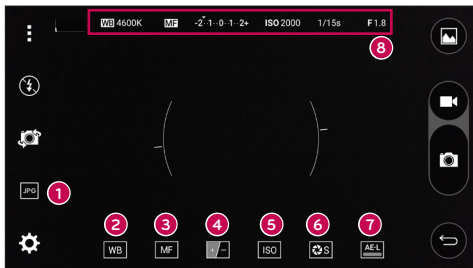 WB 4600K MF -2··1··0··1··2+ ISO 2000 1/15s F1.8
8
JPG 1
2 3 4 5 6 7
WB MF +/- ISO S AE-L